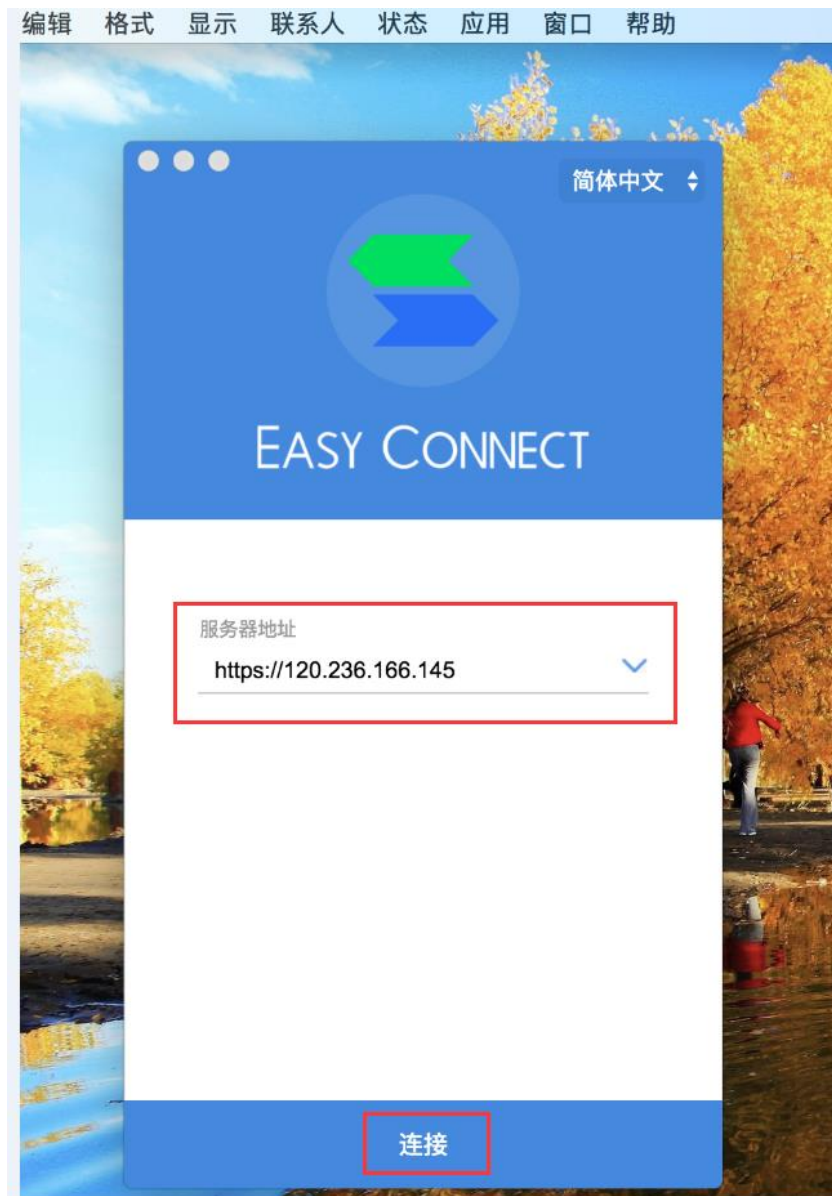 编辑 格式 显示 联系人 状态 应用 窗口 帮助
简体中文
EASY CONNECT
服务器地址
https://120.236.166.145
连接